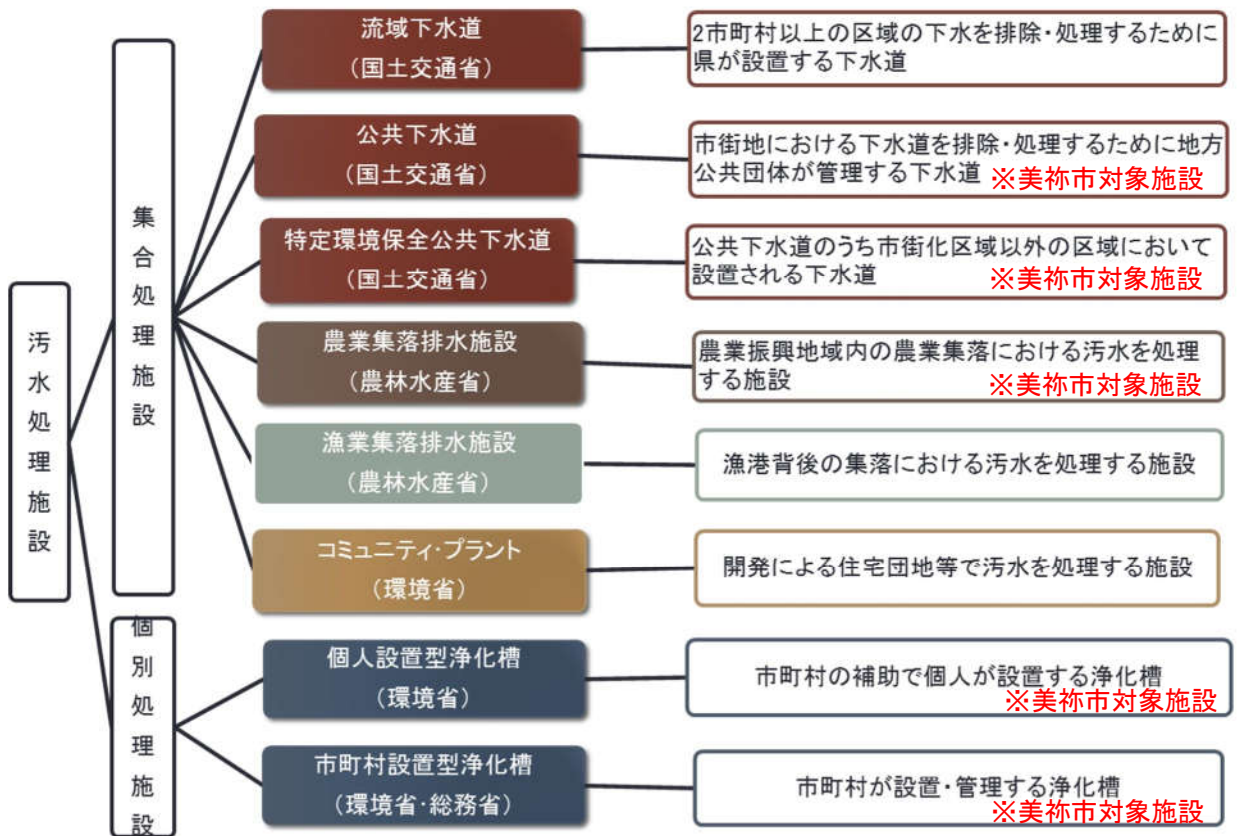 汚水処理施設
集合処理施設
流域下水道
（国土交通省）
2市町村以上の区域の下水を排除・処理するために
県が設置する下水道
公共下水道
（国土交通省）
市街地における下水道を排除・処理するために地方
公共団体が管理する下水道 ※美祢市対象施設
特定環境保全公共下水道
（国土交通省）
公共下水道のうち市街化区域以外の区域において
設置される下水道 ※美祢市対象施設
農業集落排水施設
（農林水産省）
農業振興地域内の農業集落における汚水を処理
する施設 ※美祢市対象施設
漁業集落排水施設
（農林水産省）
漁港背後の集落における汚水を処理する施設
コミュニティ・プラント
（環境省）
開発による住宅団地等で汚水を処理する施設
個別処理施設
個人設置型浄化槽
（環境省）
市町村の補助で個人が設置する浄化槽
※美祢市対象施設
市町村設置型浄化槽
（環境省・総務省）
市町村が設置・管理する浄化槽
※美祢市対象施設